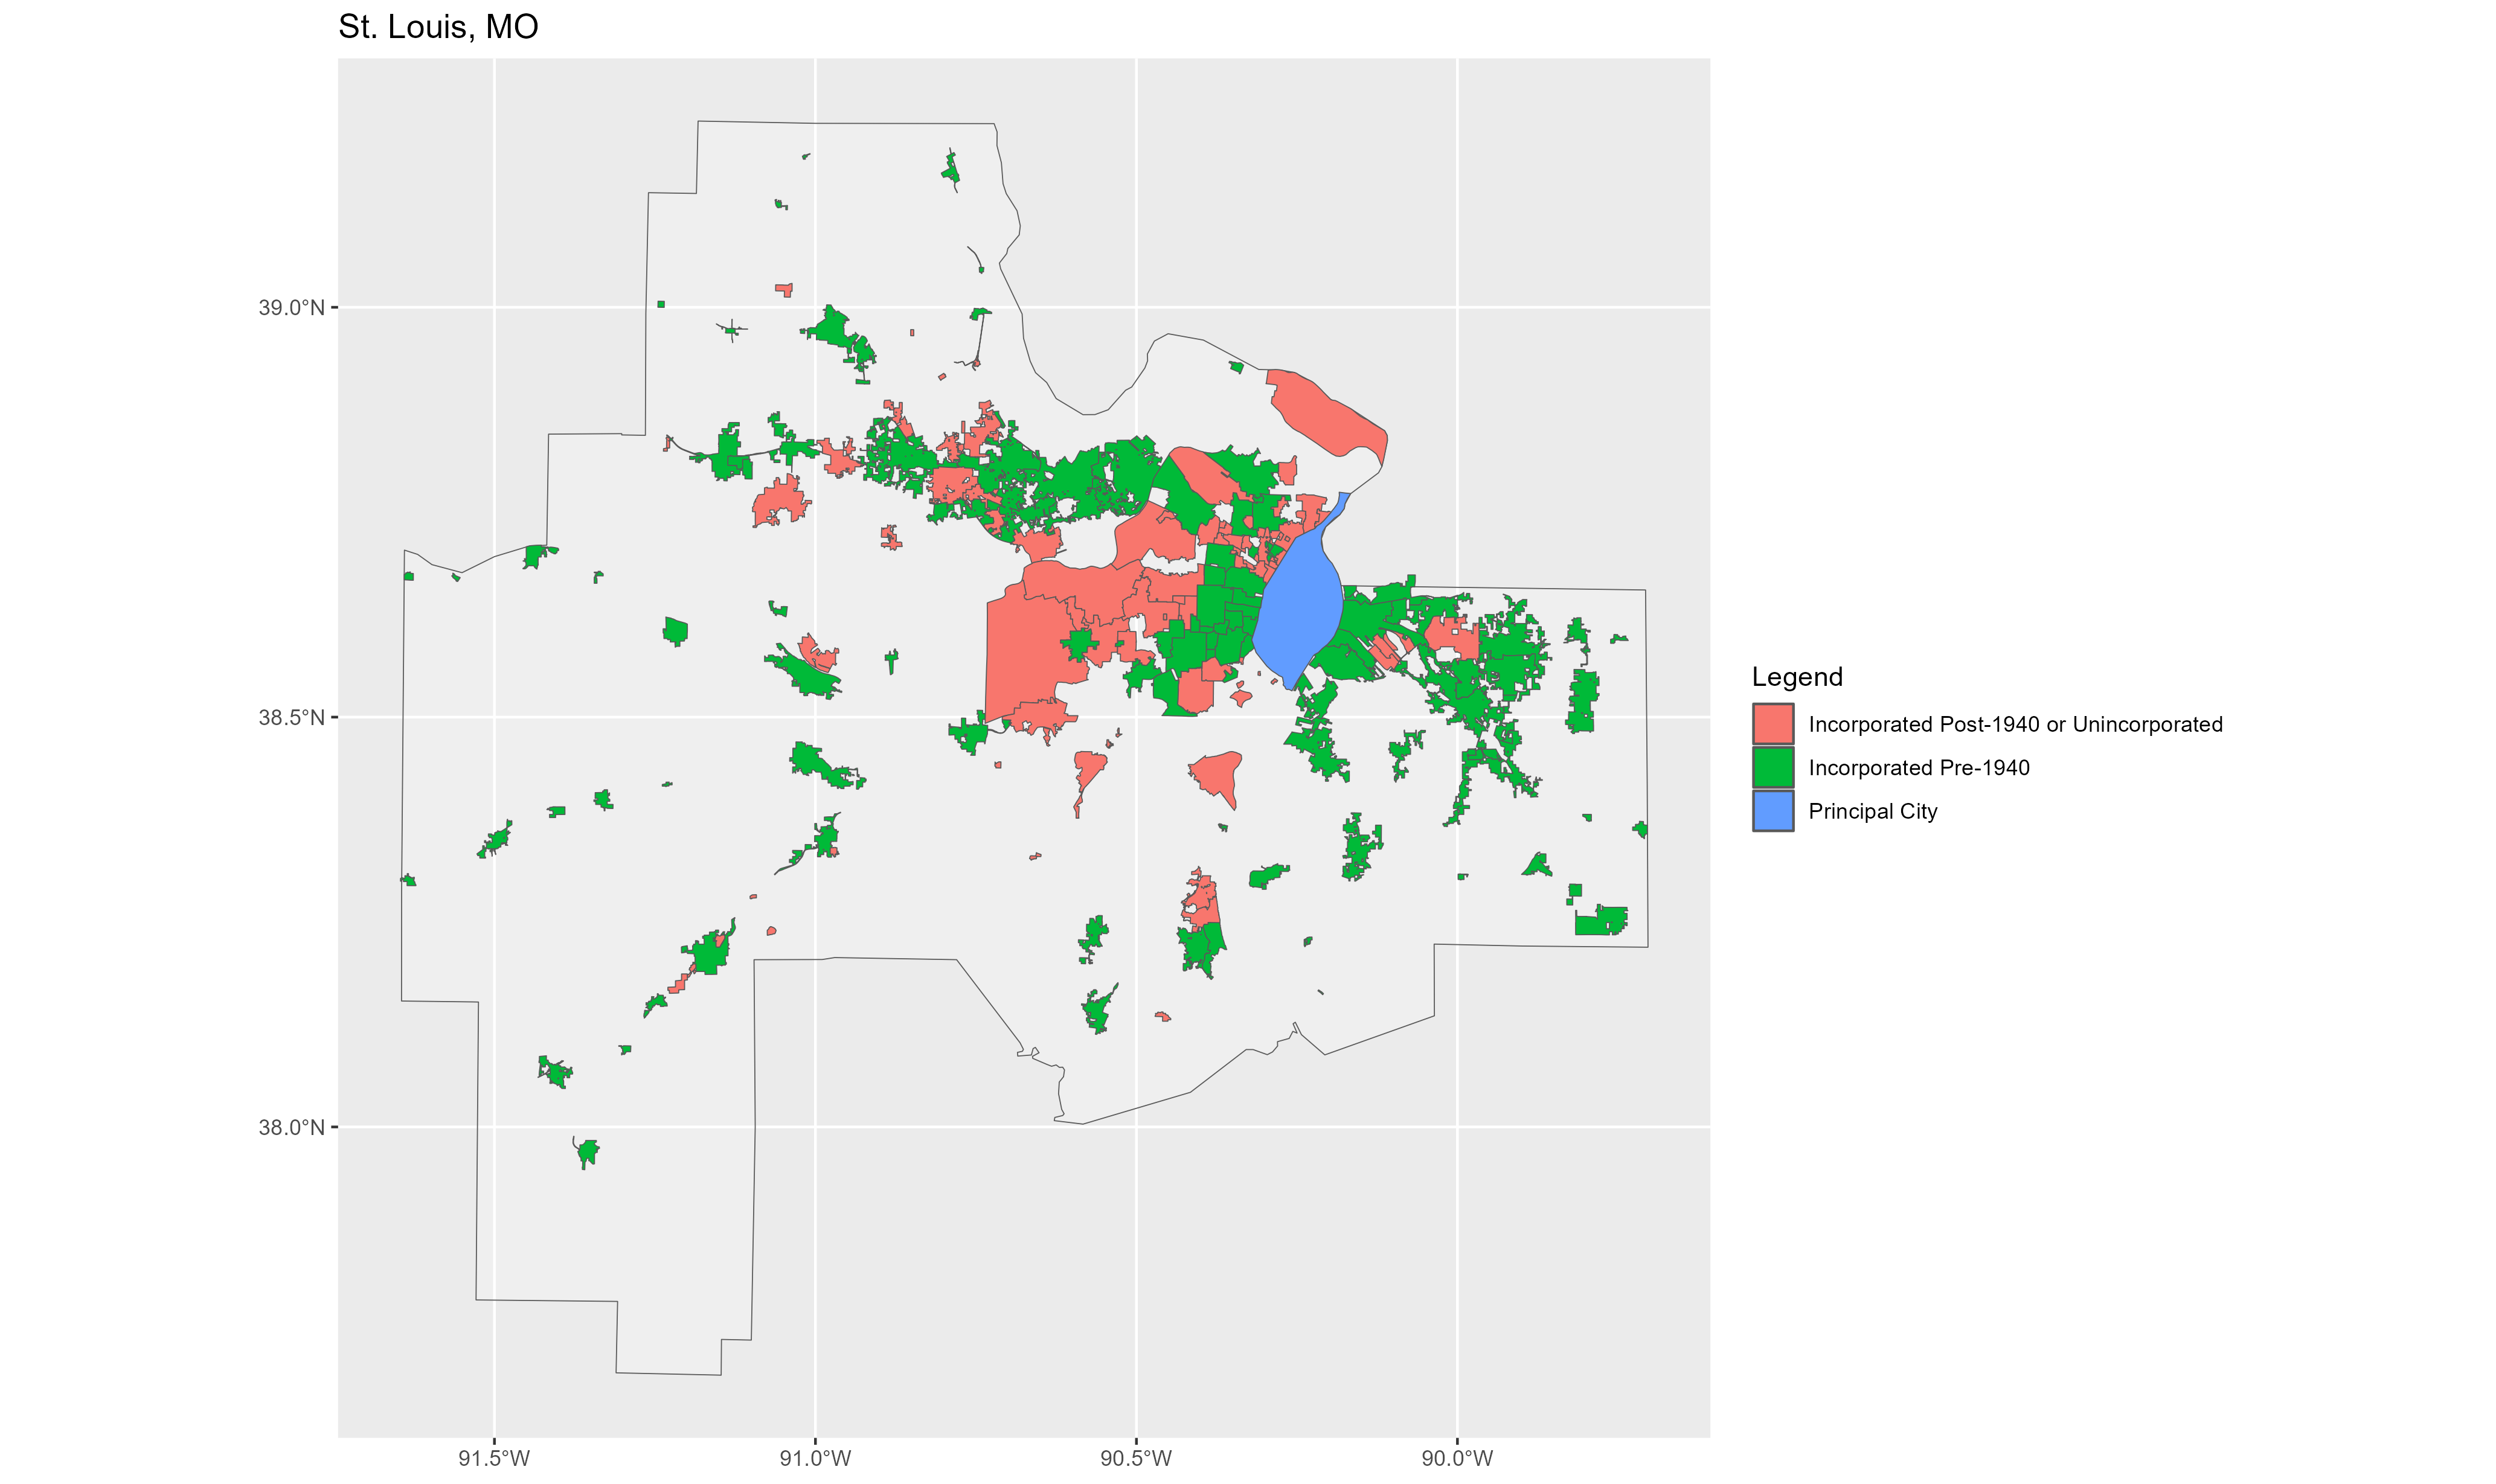 St. Louis, MO
39.0°N
38.5°N
38.0°N
91.5°W
91.0°W
90.5°W
90.0°W
Legend
Incorporated Post-1940 or Unincorporated
Incorporated Pre-1940
Principal City